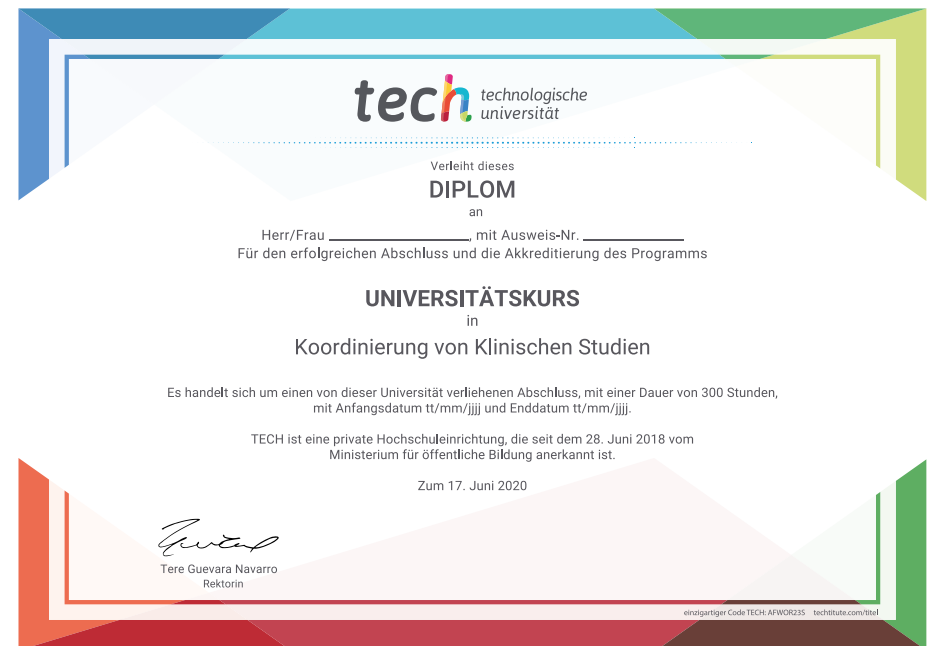 tech technologische
universität
Verleiht dieses
DIPLOM
an
Herr/Frau ____________________, mit Ausweis-Nr. ______________
Für den erfolgreichen Abschluss und die Akkreditierung des Programms
UNIVERSITÄTSKURS
in
Koordinierung von Klinischen Studien
Es handelt sich um einen von dieser Universität verliehenen Abschluss, mit einer Dauer von 300 Stunden,
mit Anfangsdatum tt/mm/jjjj und Enddatum tt/mm/jjjj.
TECH ist eine private Hochschuleinrichtung, die seit dem 28. Juni 2018 vom
Ministerium für öffentliche Bildung anerkannt ist.
Zum 17. Juni 2020
Tere Guevara Navarro
Rektorin
einzigartiger Code TECH: AFWOR23S techtitute.com/titel